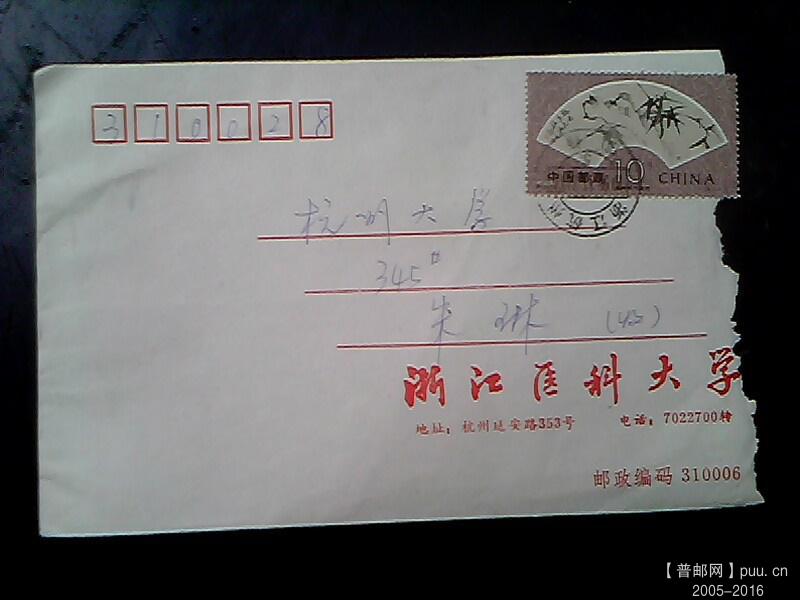 310028
中国邮政 10 CHINA
杭州大学
345#
朱琳 (收)
浙江医科大学
地址：杭州延安路353号 电话：7022700转
邮政编码 310006
【普邮网】puu.cn
2005-2016